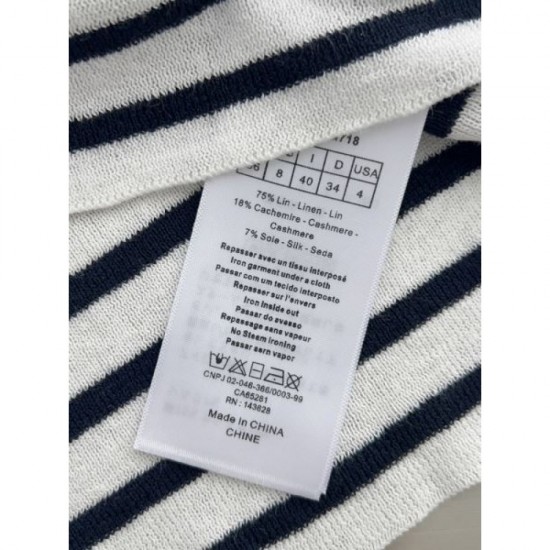 718
I D USA
8 40 34 4
75% Lin - Linen - Lin
18% Cachemire - Cashmere -
Cashmere
7% Soie - Silk - Seda
Repasser avec un tissu interposé
Iron garment under a cloth
Passar com um tecido interposto
Repasser sur l'envers
Iron inside out
Passar do avesso
Repassage sans vapeur
No Steam ironing
Passar sem vapor
CNPJ 02-046-366/0003-99
CA65281
RN : 143628
Made in CHINA
CHINE